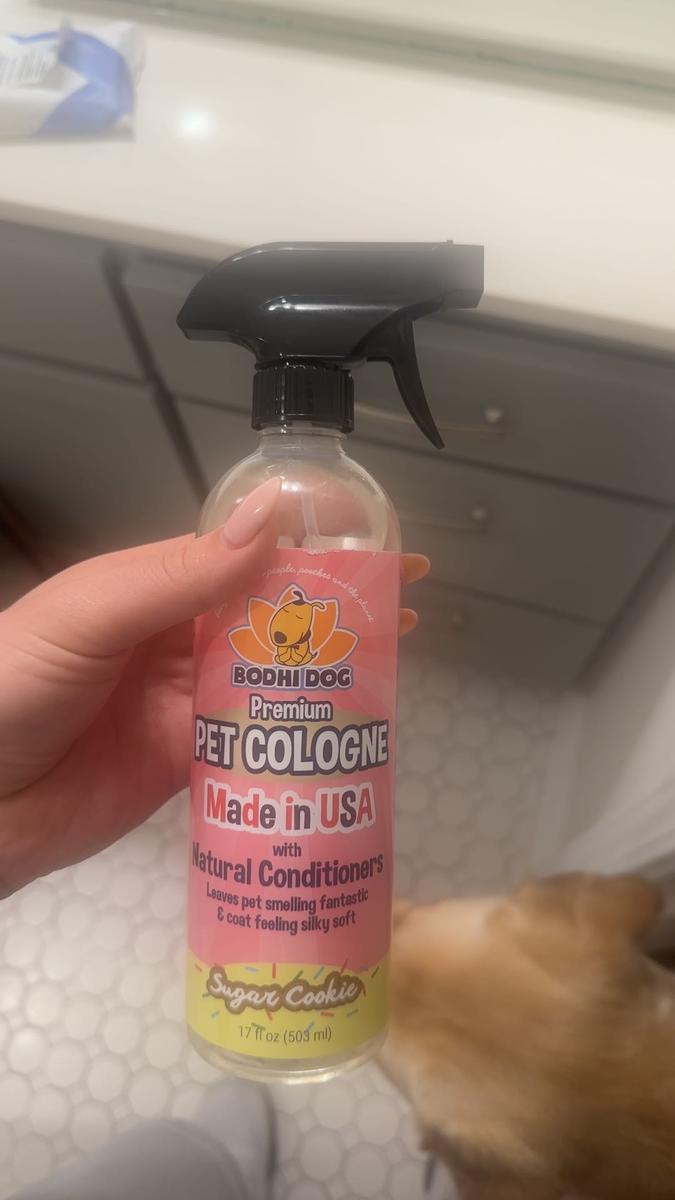 people, pooches and the planet
BODHI DOG
Premium
PET COLOGNE
Made in USA
with
Natural Conditioners
Leaves pet smelling fantastic
& coat feeling silky soft
Sugar Cookie
17 fl oz (503 ml)